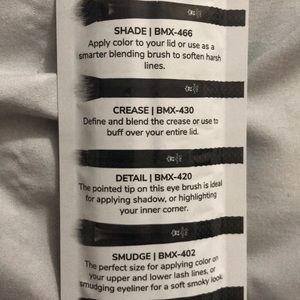 SHADE | BMX-466
Apply color to your lid or use as a
smarter blending brush to soften harsh
lines.
CREASE | BMX-430
Define and blend the crease or use to
buff over your entire lid.
DETAIL | BMX-420
The pointed tip on this eye brush is ideal
for applying shadow, or highlighting
your inner corner.
SMUDGE | BMX-402
The perfect size for applying color on
your upper and lower lash lines, or
smudging eyeliner for a soft smoky look.